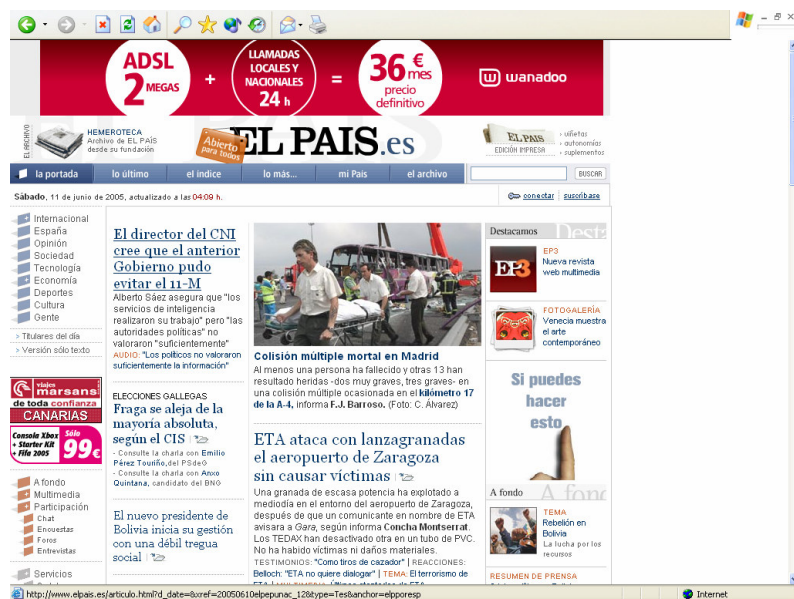 ADSL
2 MEGAS
+
LLAMADAS
LOCALES Y
NACIONALES
24 h
=
36 € mes
precio
definitivo
wanadoo
EL ARCHIVO
HEMEROTECA
Archivo de EL PAÍS
desde su fundación
Abierto
para todos
EL PAIS.es
EL PAIS
EDICIÓN IMPRESA
› viñetas
› autonomías
› suplementos
la portada
lo último
el índice
lo más...
mi País
el archivo
BUSCAR
Sábado, 11 de junio de 2005, actualizado a las 04:09 h.
conectar
suscríbase
Internacional
España
Opinión
Sociedad
Tecnología
Economía
Deportes
Cultura
Gente
› Titulares del día
› Versión sólo texto
viajes
marsans
de toda confianza
CANARIAS
Consola Xbox
+ Starter Kit
+ Fifa 2005
Sólo
99€
A fondo
Multimedia
Participación
Chat
Encuestas
Foros
Entrevistas
Servicios
El director del CNI
cree que el anterior
Gobierno pudo
evitar el 11-M
Alberto Sáez asegura que "los
servicios de inteligencia
realizaron su trabajo" pero "las
autoridades políticas" no
valoraron "suficientemente"
AUDIO: "Los políticos no valoraron
suficientemente la información"
ELECCIONES GALLEGAS
Fraga se aleja de la
mayoría absoluta,
según el CIS
- Consulte la charla con Emilio
Pérez Touriño,del PSdeG
- Consulte la charla con Anxo
Quintana, candidato del BNG
El nuevo presidente de
Bolivia inicia su gestión
con una débil tregua
social
Colisión múltiple mortal en Madrid
Al menos una persona ha fallecido y otras 13 han
resultado heridas -dos muy graves, tres graves- en
una colisión múltiple ocasionada en el kilómetro 17
de la A-4, informa F.J. Barroso. (Foto: C. Álvarez)
ETA ataca con lanzagranadas
el aeropuerto de Zaragoza
sin causar víctimas
Una granada de escasa potencia ha explotado a
mediodía en el entorno del aeropuerto de Zaragoza,
después de que un comunicante en nombre de ETA
avisara a Gara, según informa Concha Montserrat.
Los TEDAX han desactivado otra en un tubo de PVC.
No ha habido víctimas ni daños materiales.
TESTIMONIOS: "Como tiros de cazador" | REACCIONES:
Belloch: "ETA no quiere dialogar" | TEMA: El terrorismo de
Destacamos
Dest
EP3
EP3
Nueva revista
web multimedia
FOTOGALERÍA
Venecia muestra
el arte
contemporáneo
Si puedes
hacer
esto
A fondo
A fon
TEMA
Rebelión en
Bolivia
La lucha por los
recursos
RESUMEN DE PRENSA
http://www.elpais.es/articulo.html?d_date=&xref=20050610elpepunac_12&type=Tes&anchor=elpporesp
Internet